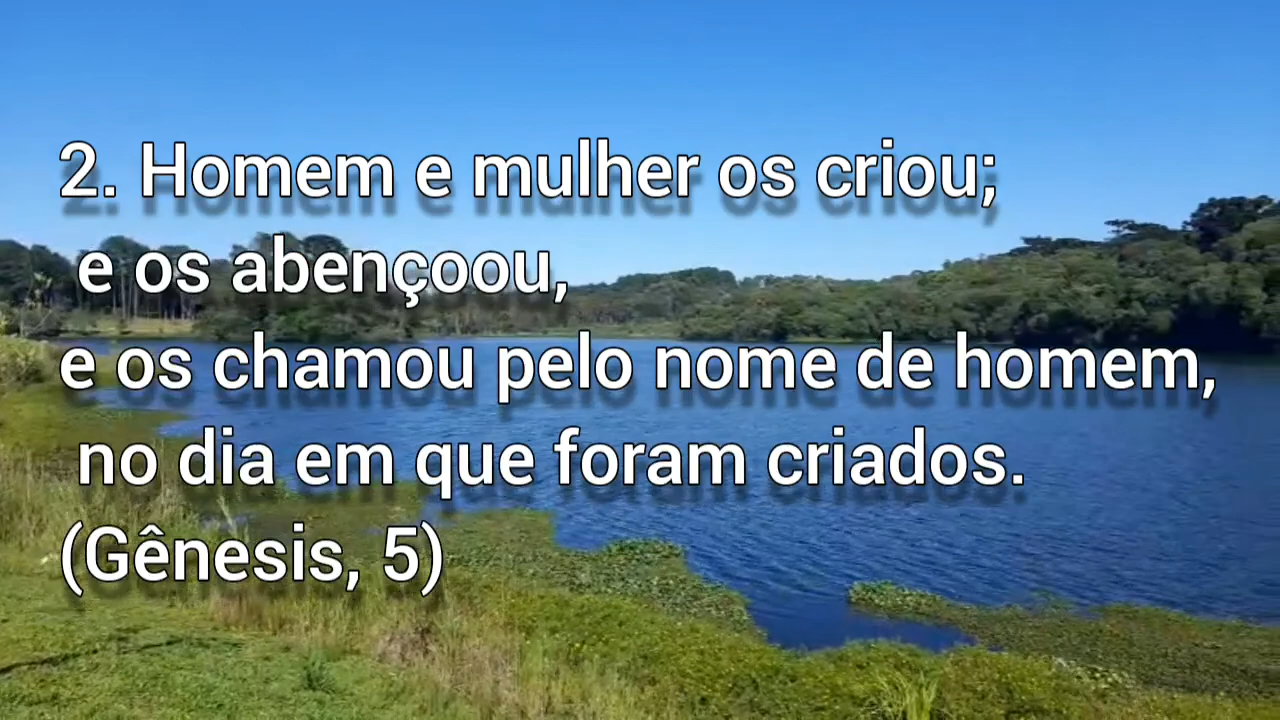 2. Homem e mulher os criou;
e os abençoou,
e os chamou pelo nome de homem,
no dia em que foram criados.
(Gênesis, 5)